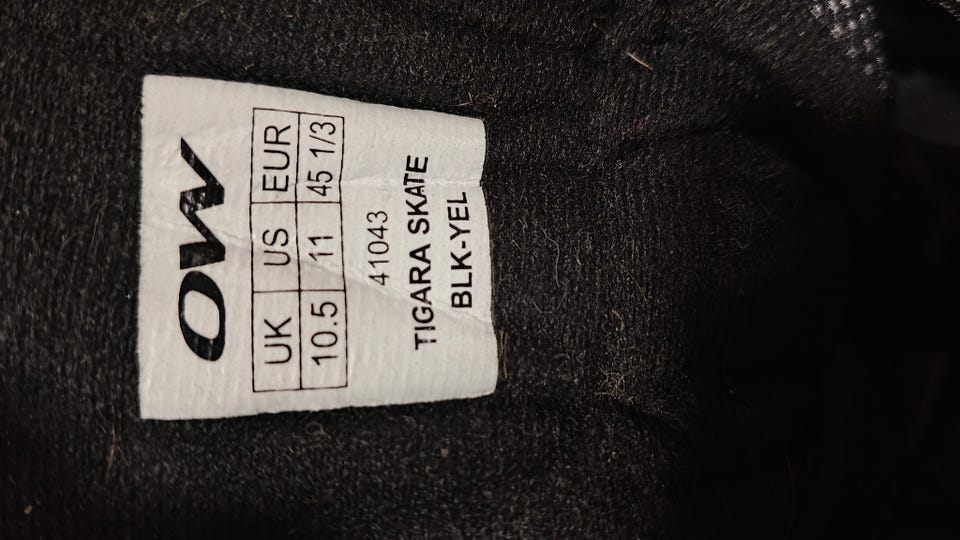 OW
UK US EUR
10.5 11 45 1/3
41043
TIGARA SKATE
BLK-YEL